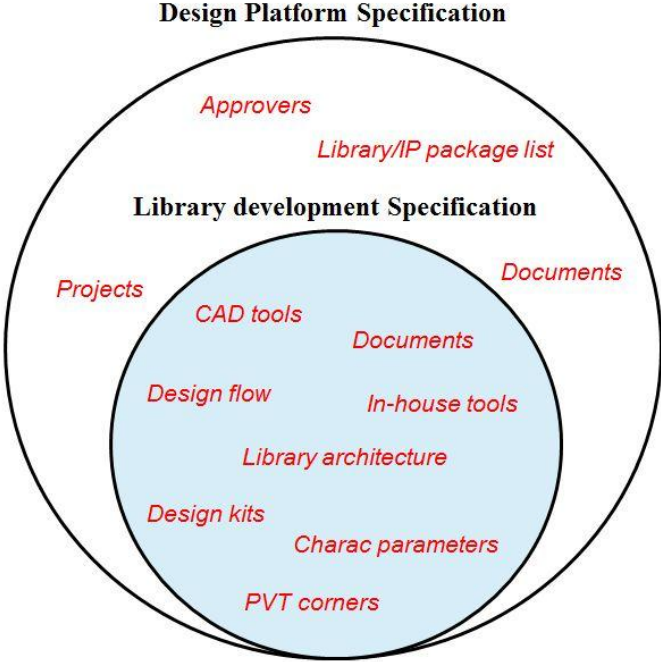 Design Platform Specification
Approvers
Library/IP package list
Library development Specification
Documents
Projects
CAD tools
Documents
Design flow
In-house tools
Library architecture
Design kits
Charac parameters
PVT corners